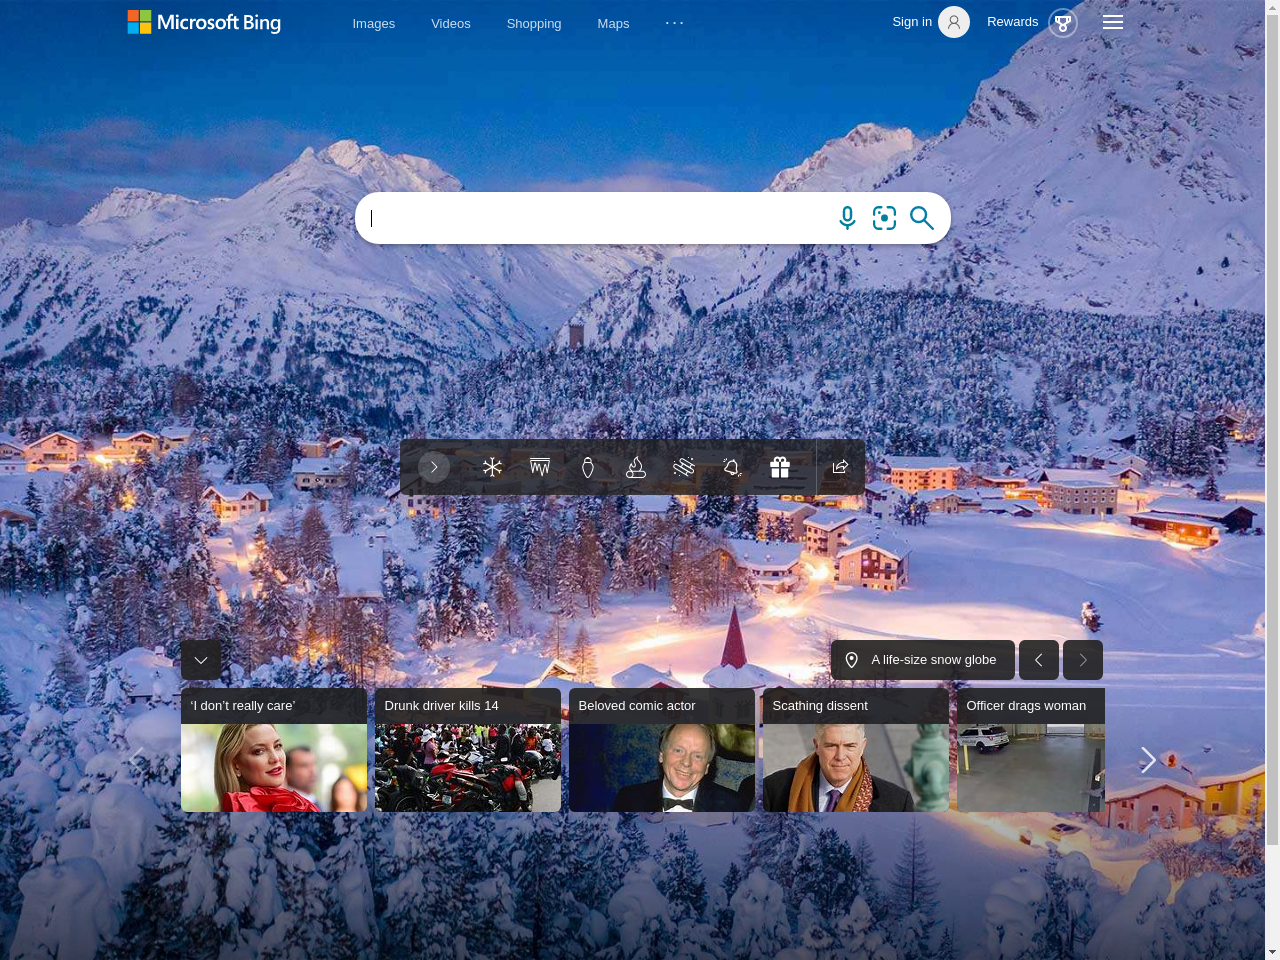 Microsoft Bing
Images
Videos
Shopping
Maps
...
Sign in
Rewards
A life-size snow globe
‘I don’t really care’
Drunk driver kills 14
Beloved comic actor
Scathing dissent
Officer drags woman